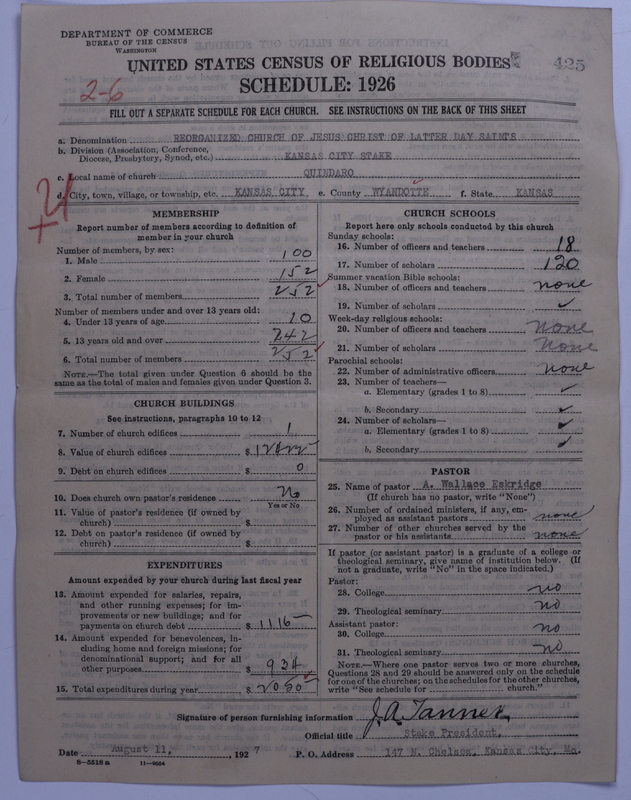 DEPARTMENT OF COMMERCE
BUREAU OF THE CENSUS
WASHINGTON
UNITED STATES CENSUS OF RELIGIOUS BODIES
425
SCHEDULE: 1926
2-6
FILL OUT A SEPARATE SCHEDULE FOR EACH CHURCH. SEE INSTRUCTIONS ON THE BACK OF THIS SHEET
a. Denomination REORGANIZED CHURCH OF JESUS CHRIST OF LATTER DAY SAINTS
b. Division (Association, Conference, Diocese, Presbytery, Synod, etc.) KANSAS CITY STAKE
c. Local name of church QUINDARO
d. City, town, village, or township, etc. KANSAS CITY e. County WYANDOTTE f. State KANSAS
MEMBERSHIP
Report number of members according to definition of
member in your church
Number of members, by sex:
1. Male 100
2. Female 152
3. Total number of members 252
Number of members under and over 13 years old:
4. Under 13 years of age 10
5. 13 years old and over 242
6. Total number of members 252
NOTE.—The total given under Question 6 should be the
same as the total of males and females given under Question 3.
CHURCH BUILDINGS
See instructions, paragraphs 10 to 12
7. Number of church edifices 1
8. Value of church edifices $
9. Debt on church edifices $ 0
10. Does church own pastor's residence No
Yes or No
11. Value of pastor's residence (if owned by
church) $
12. Debt on pastor's residence (if owned by
church) $
EXPENDITURES
Amount expended by your church during last fiscal year
13. Amount expended for salaries, repairs,
and other running expenses; for im-
provements or new buildings; and for
payments on church debt $ 1116
14. Amount expended for benevolences, in-
cluding home and foreign missions; for
denominational support; and for all
other purposes $ 934
15. Total expenditures during year $ 2050
CHURCH SCHOOLS
Report here only schools conducted by this church
Sunday schools:
16. Number of officers and teachers 18
17. Number of scholars 120
Summer vacation Bible schools:
18. Number of officers and teachers none
19. Number of scholars ✓
Week-day religious schools:
20. Number of officers and teachers none
21. Number of scholars none
Parochial schools:
22. Number of administrative officers none
23. Number of teachers—
a. Elementary (grades 1 to 8) ✓
b. Secondary ✓
24. Number of scholars—
a. Elementary (grades 1 to 8) ✓
b. Secondary ✓
PASTOR
25. Name of pastor A. Wallace Eskridge
(If church has no pastor, write "None")
26. Number of ordained ministers, if any, em-
ployed as assistant pastors none
27. Number of other churches served by the
pastor or his assistants none
If pastor (or assistant pastor) is a graduate of a college or
theological seminary, give name of institution below. (If
not a graduate, write "No" in the space indicated.)
Pastor:
28. College no
29. Theological seminary no
Assistant pastor:
30. College no
31. Theological seminary no
NOTE.—Where one pastor serves two or more churches,
Questions 28 and 29 should be answered only on the schedule
for one of the churches; on the schedules for the other churches,
write "See schedule for church."
Signature of person furnishing information J. A. Tanner
Official title Stake President.
Date August 11, 1927 P. O. Address 147 N. Chelsea, Kansas City, Mo.
8—5518a 11—9064